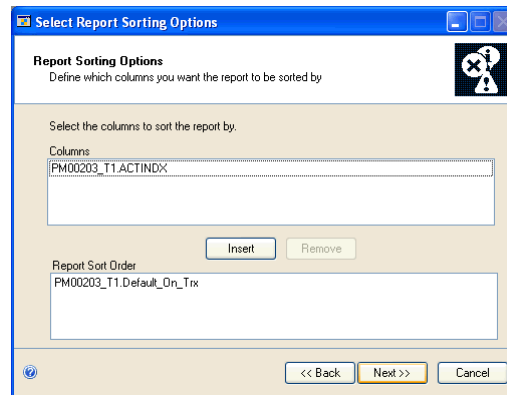 Select Report Sorting Options
Report Sorting Options
Define which columns you want the report to be sorted by
Select the columns to sort the report by.
Columns
PM00203_T1.ACTINDX
Insert Remove
Report Sort Order
PM00203_T1.Default_On_Trx
<< Back Next >> Cancel